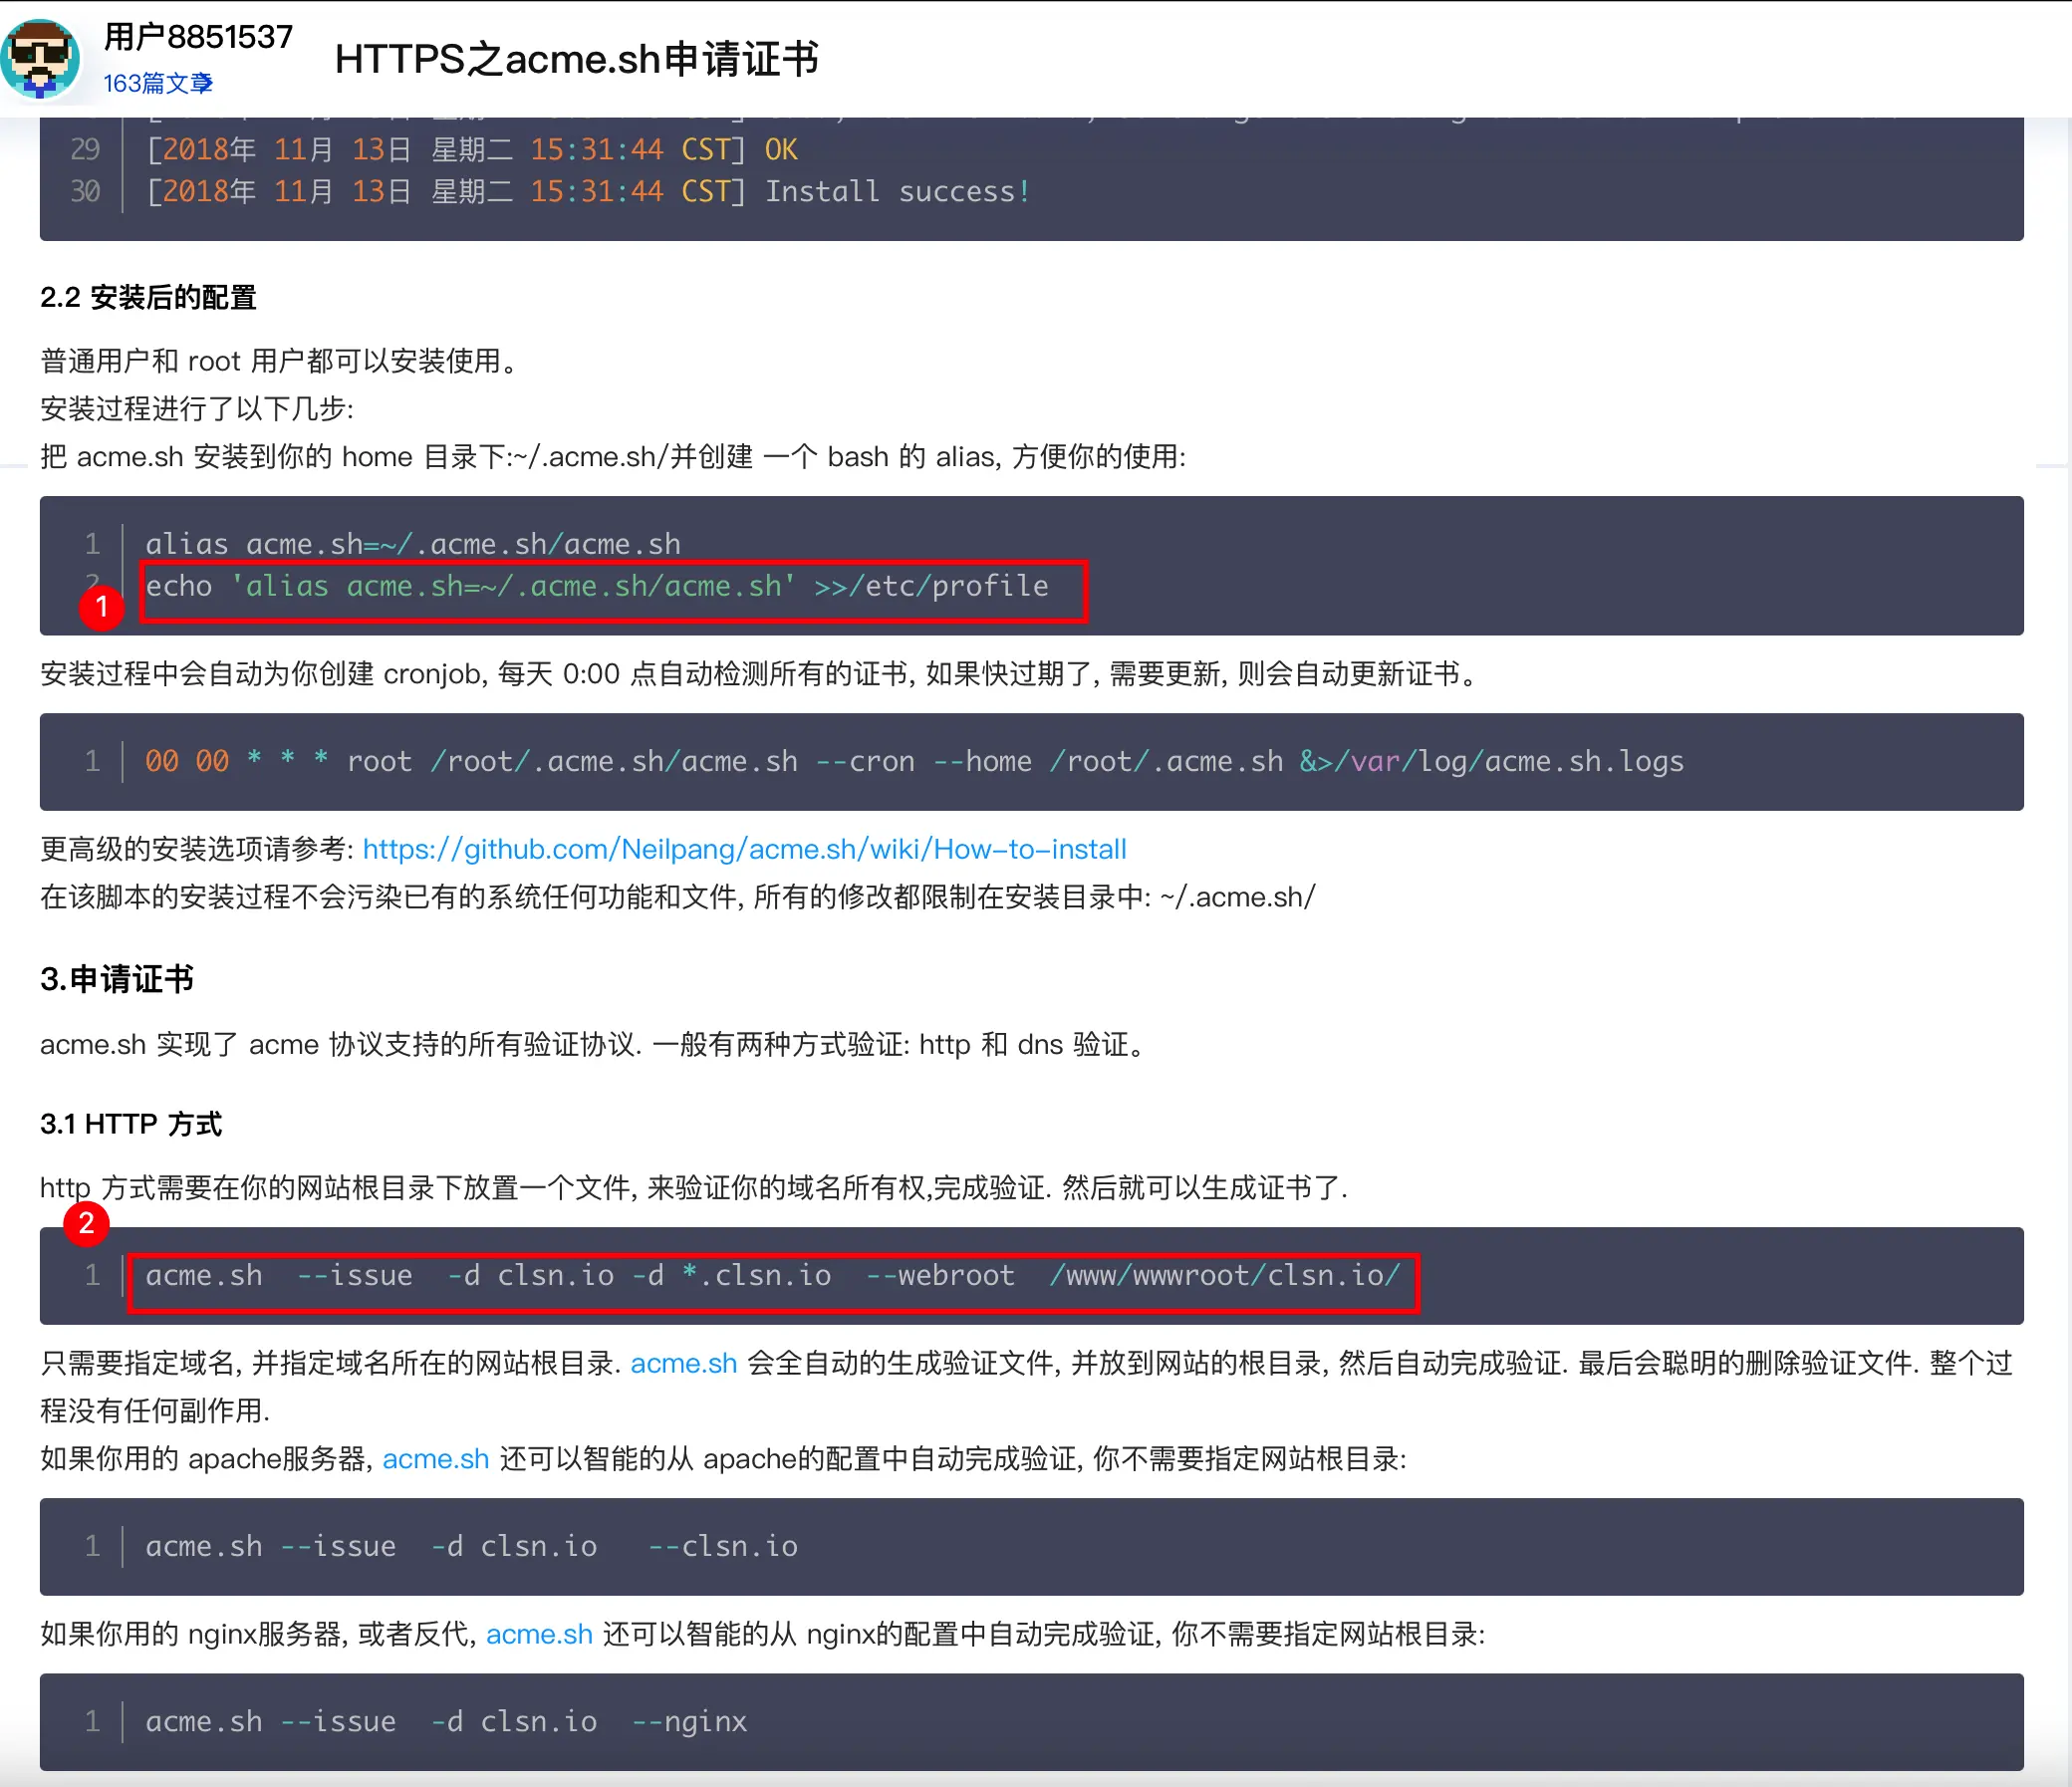 用户8851537
163篇文章
HTTPS之acme.sh申请证书
29 [2018年 11月 13日 星期二 15:31:44 CST] OK
30 [2018年 11月 13日 星期二 15:31:44 CST] Install success!
2.2 安装后的配置
普通用户和 root 用户都可以安装使用。
安装过程进行了以下几步:
把 acme.sh 安装到你的 home 目录下:~/.acme.sh/并创建 一个 bash 的 alias, 方便你的使用:
1 alias acme.sh=~/.acme.sh/acme.sh
2 echo 'alias acme.sh=~/.acme.sh/acme.sh' >>/etc/profile
1
安装过程中会自动为你创建 cronjob, 每天 0:00 点自动检测所有的证书, 如果快过期了, 需要更新, 则会自动更新证书。
1 00 00 * * * root /root/.acme.sh/acme.sh --cron --home /root/.acme.sh &>/var/log/acme.sh.logs
更高级的安装选项请参考: https://github.com/Neilpang/acme.sh/wiki/How-to-install
在该脚本的安装过程不会污染已有的系统任何功能和文件, 所有的修改都限制在安装目录中: ~/.acme.sh/
3.申请证书
acme.sh 实现了 acme 协议支持的所有验证协议. 一般有两种方式验证: http 和 dns 验证。
3.1 HTTP 方式
http 方式需要在你的网站根目录下放置一个文件, 来验证你的域名所有权,完成验证. 然后就可以生成证书了.
2
1 acme.sh  --issue  -d clsn.io -d *.clsn.io  --webroot  /www/wwwroot/clsn.io/
只需要指定域名, 并指定域名所在的网站根目录. acme.sh 会全自动的生成验证文件, 并放到网站的根目录, 然后自动完成验证. 最后会聪明的删除验证文件. 整个过
程没有任何副作用.
如果你用的 apache服务器, acme.sh 还可以智能的从 apache的配置中自动完成验证, 你不需要指定网站根目录:
1 acme.sh --issue  -d clsn.io   --clsn.io
如果你用的 nginx服务器, 或者反代, acme.sh 还可以智能的从 nginx的配置中自动完成验证, 你不需要指定网站根目录:
1 acme.sh --issue  -d clsn.io  --nginx